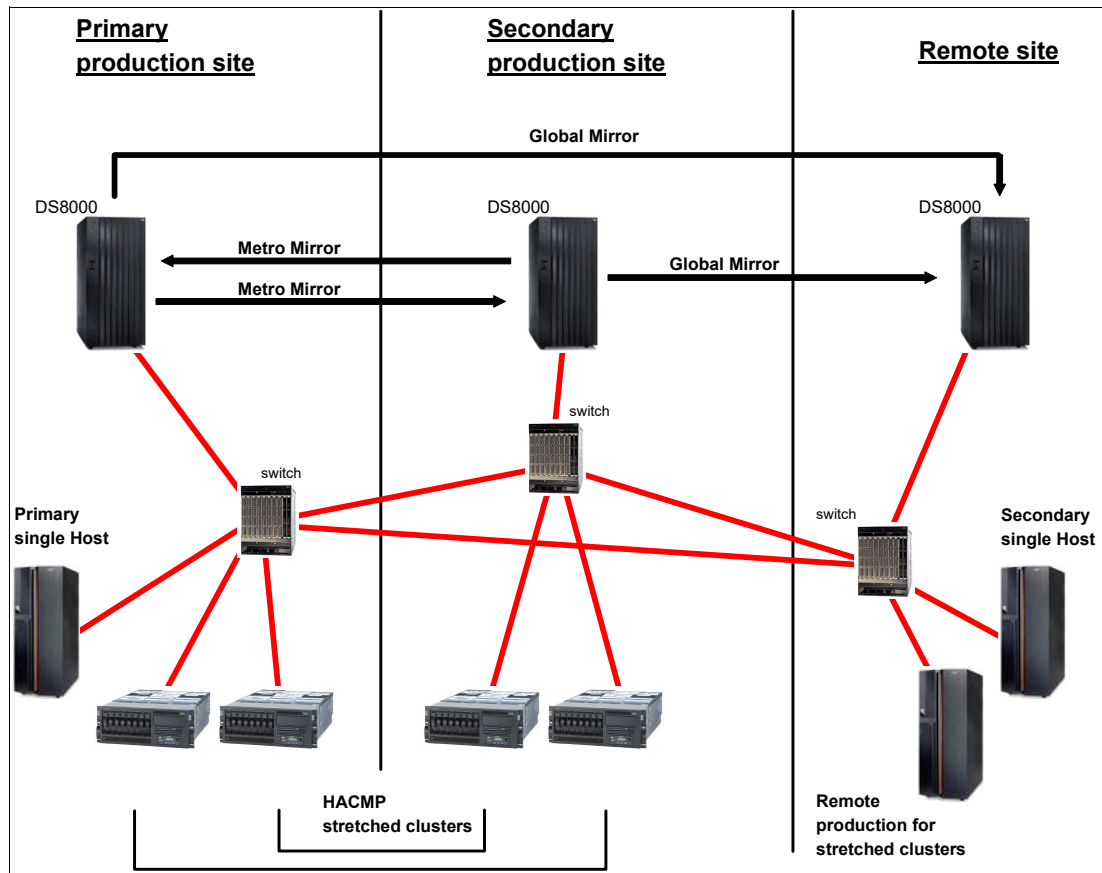 Primary
production site
Secondary
production site
Remote site
Global Mirror
DS8000
DS8000
DS8000
Metro Mirror
Global Mirror
Metro Mirror
switch
switch
switch
Primary
single Host
Secondary
single Host
HACMP
stretched clusters
Remote
production for
stretched clusters